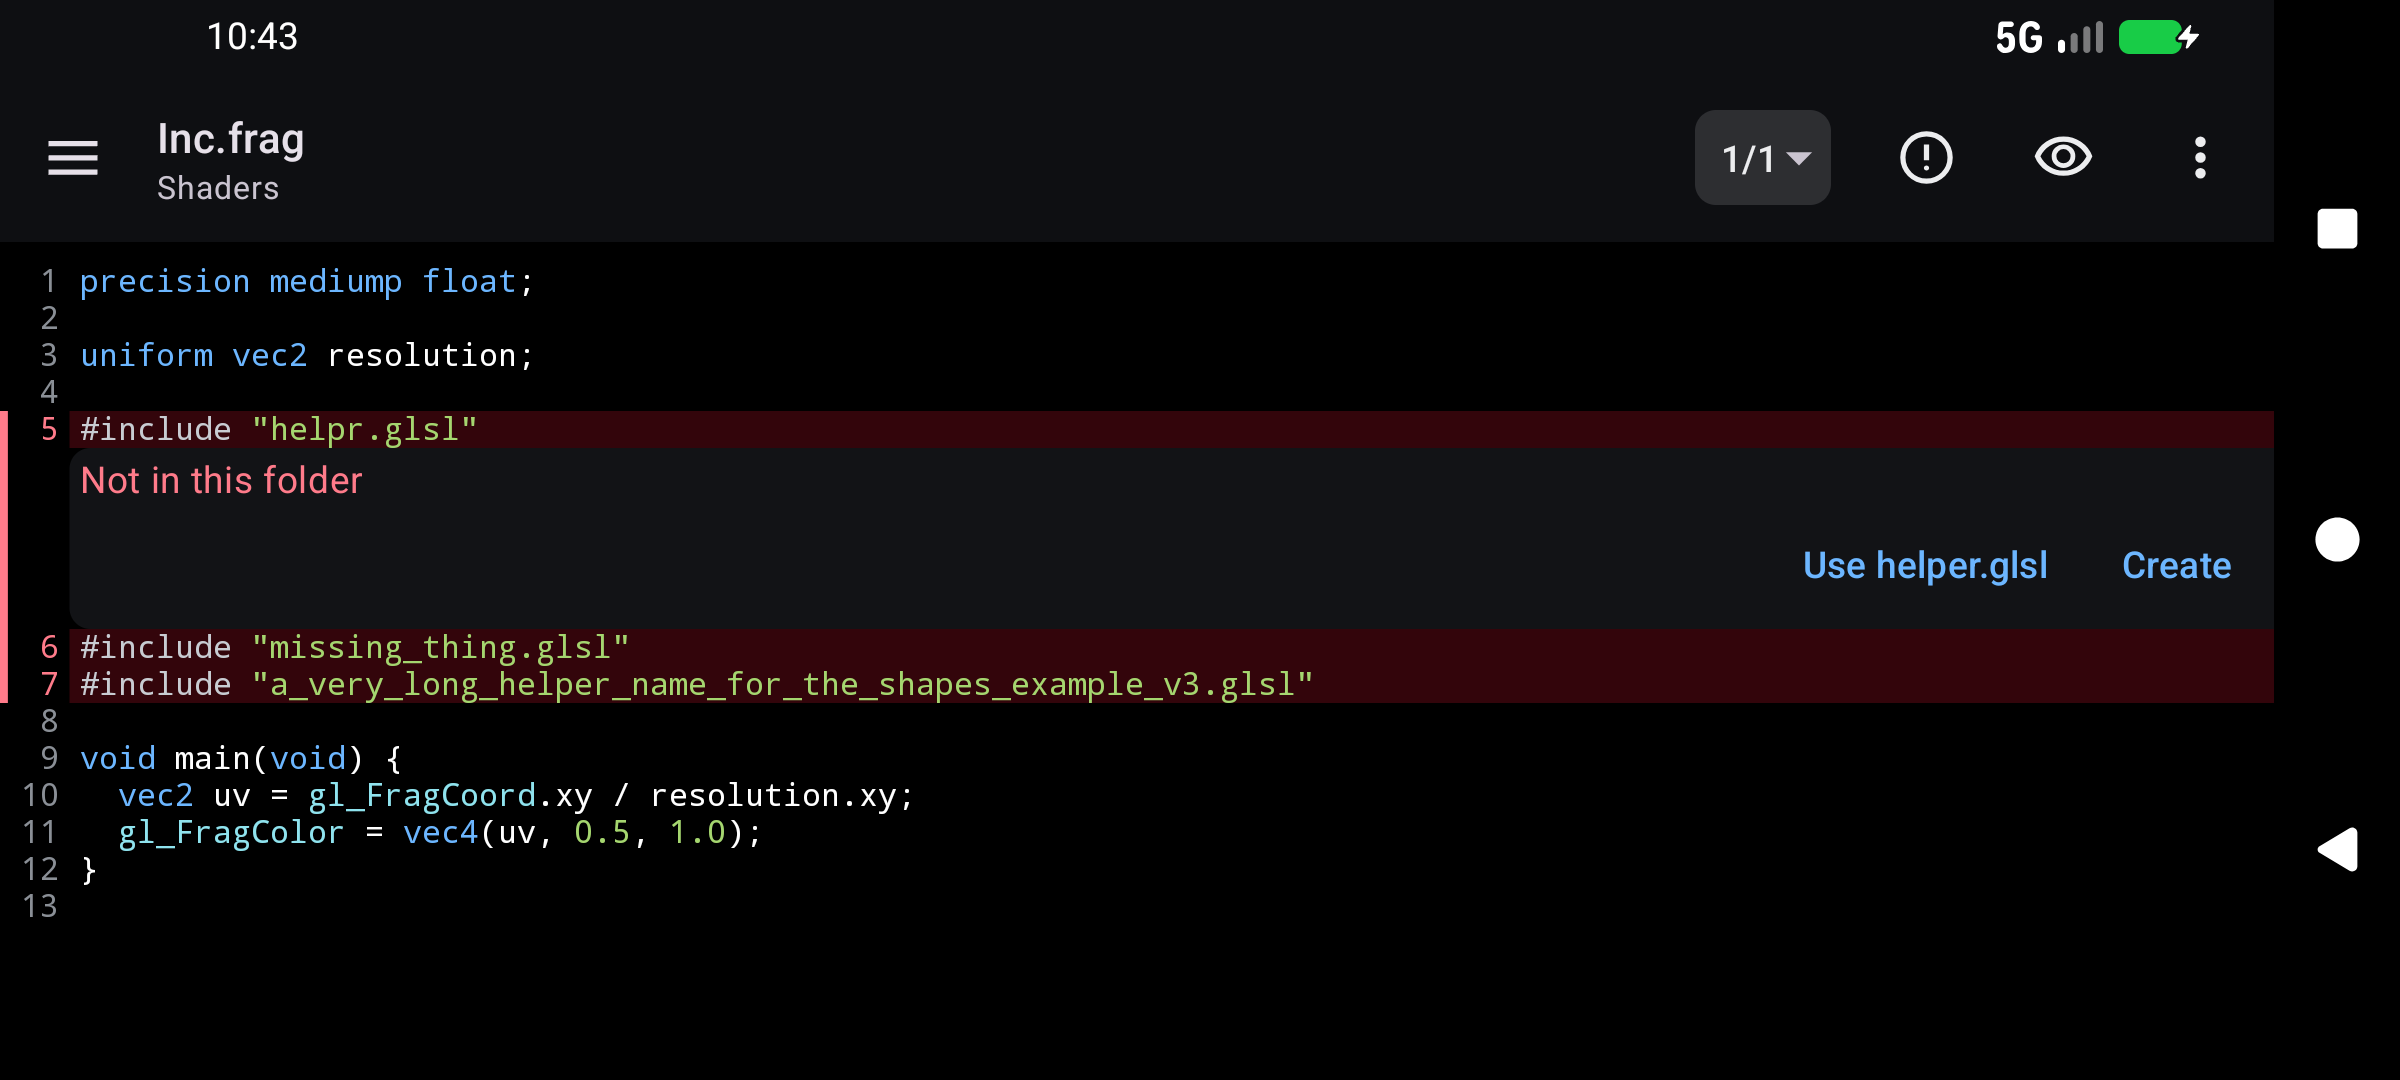 10:43
5G
Inc.frag
Shaders
1/1
1 precision mediump float;
2
3 uniform vec2 resolution;
4
5 #include "helpr.glsl"
Not in this folder
Use helper.glsl Create
6 #include "missing_thing.glsl"
7 #include "a_very_long_helper_name_for_the_shapes_example_v3.glsl"
8
9 void main(void) {
10   vec2 uv = gl_FragCoord.xy / resolution.xy;
11   gl_FragColor = vec4(uv, 0.5, 1.0);
12 }
13